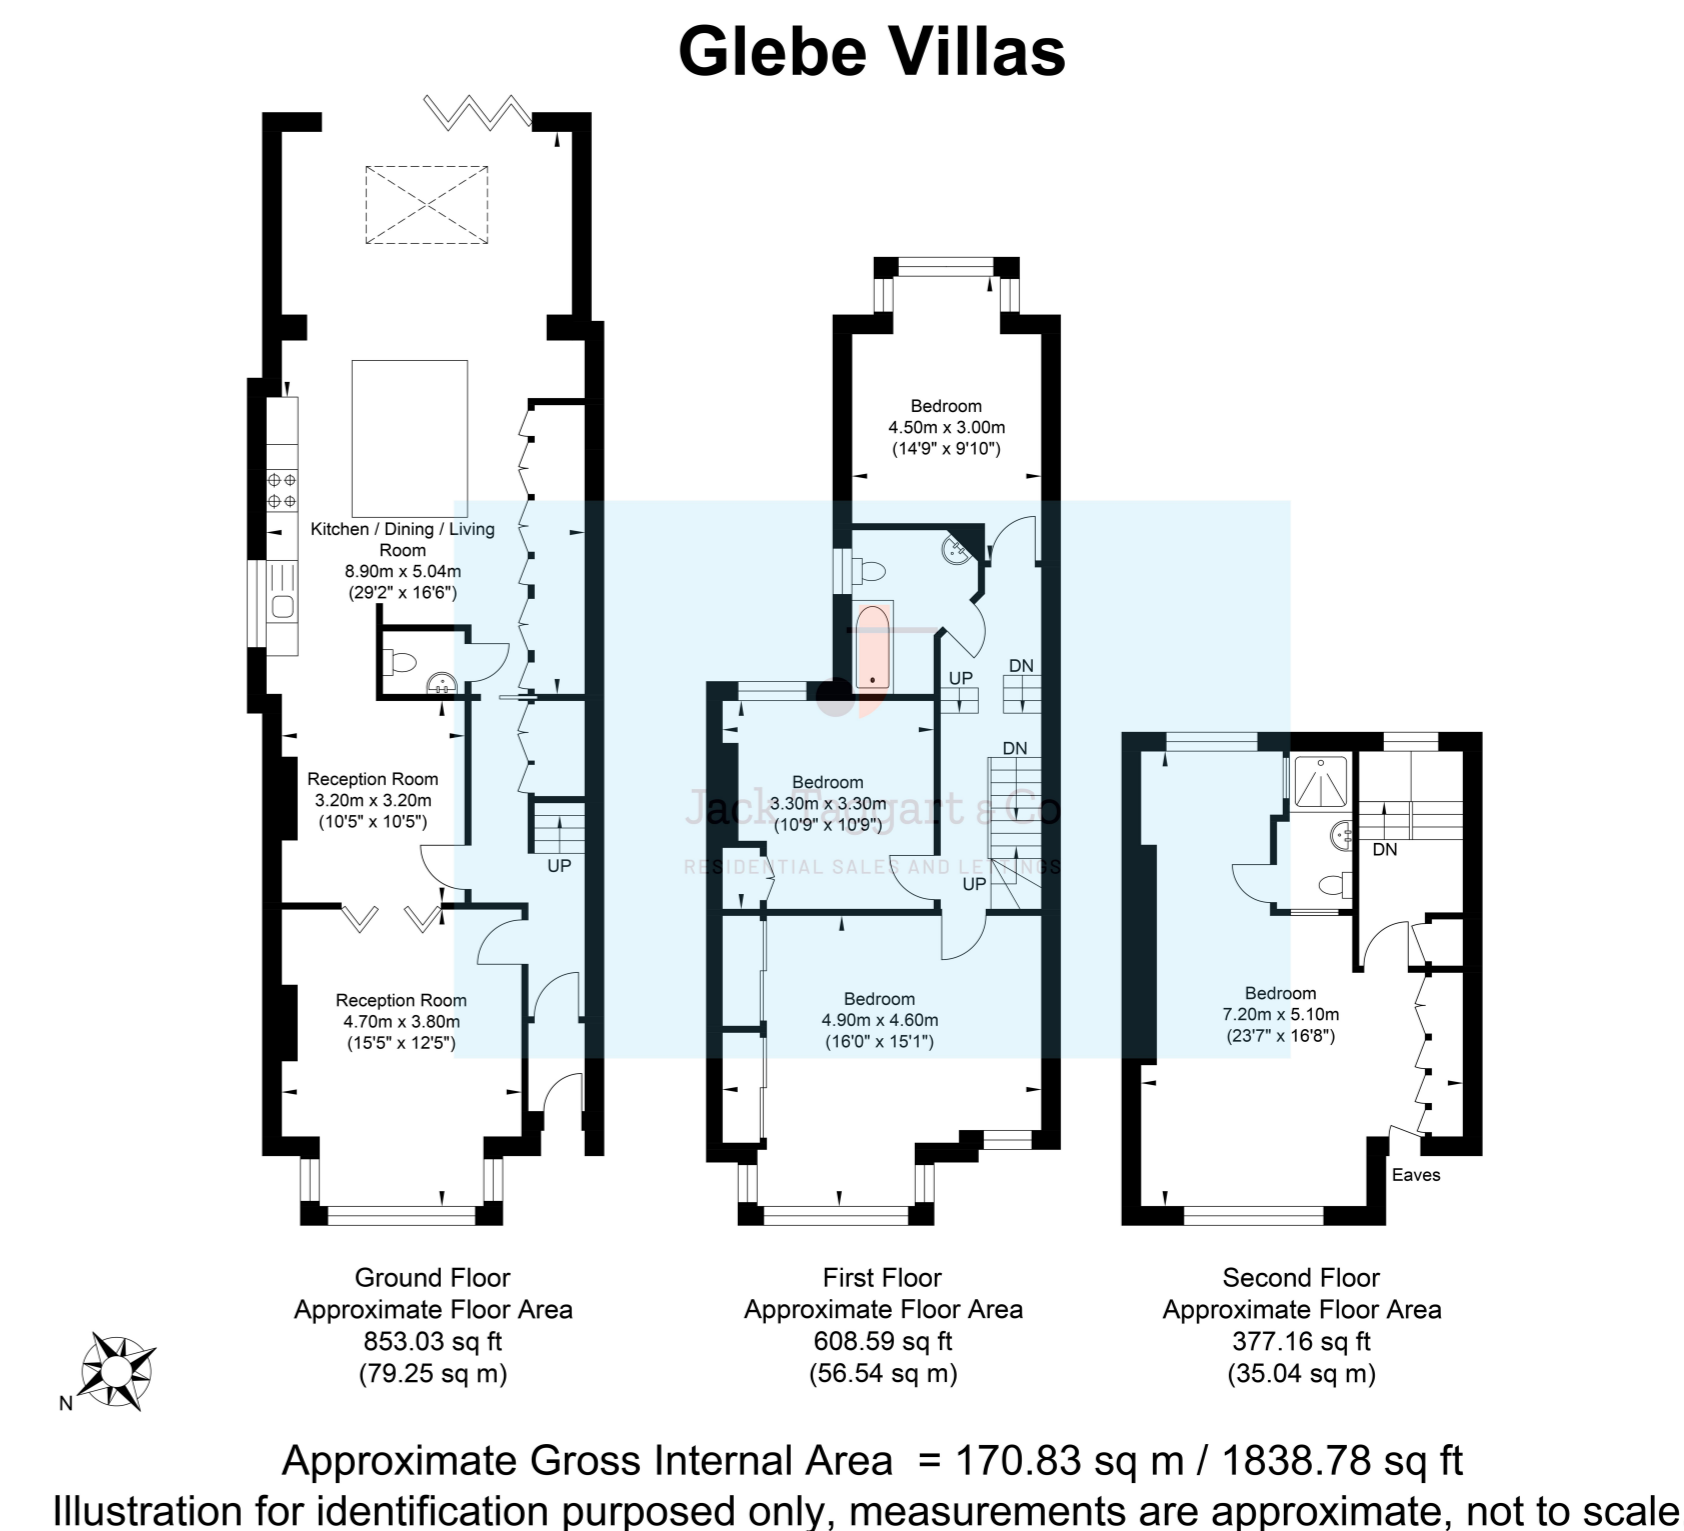 Glebe Villas
Kitchen / Dining / Living
Room
8.90m x 5.04m
(29'2" x 16'6")
Reception Room
3.20m x 3.20m
(10'5" x 10'5")
UP
Reception Room
4.70m x 3.80m
(15'5" x 12'5")
Bedroom
4.50m x 3.00m
(14'9" x 9'10")
UP
DN
DN
Bedroom
3.30m x 3.30m
(10'9" x 10'9")
Jack Taggart & Co
RESIDENTIAL SALES AND LETTINGS
UP
Bedroom
4.90m x 4.60m
(16'0" x 15'1")
DN
Bedroom
7.20m x 5.10m
(23'7" x 16'8")
Eaves
Ground Floor
Approximate Floor Area
853.03 sq ft
(79.25 sq m)
First Floor
Approximate Floor Area
608.59 sq ft
(56.54 sq m)
Second Floor
Approximate Floor Area
377.16 sq ft
(35.04 sq m)
N
Approximate Gross Internal Area = 170.83 sq m / 1838.78 sq ft
Illustration for identification purposed only, measurements are approximate, not to scale